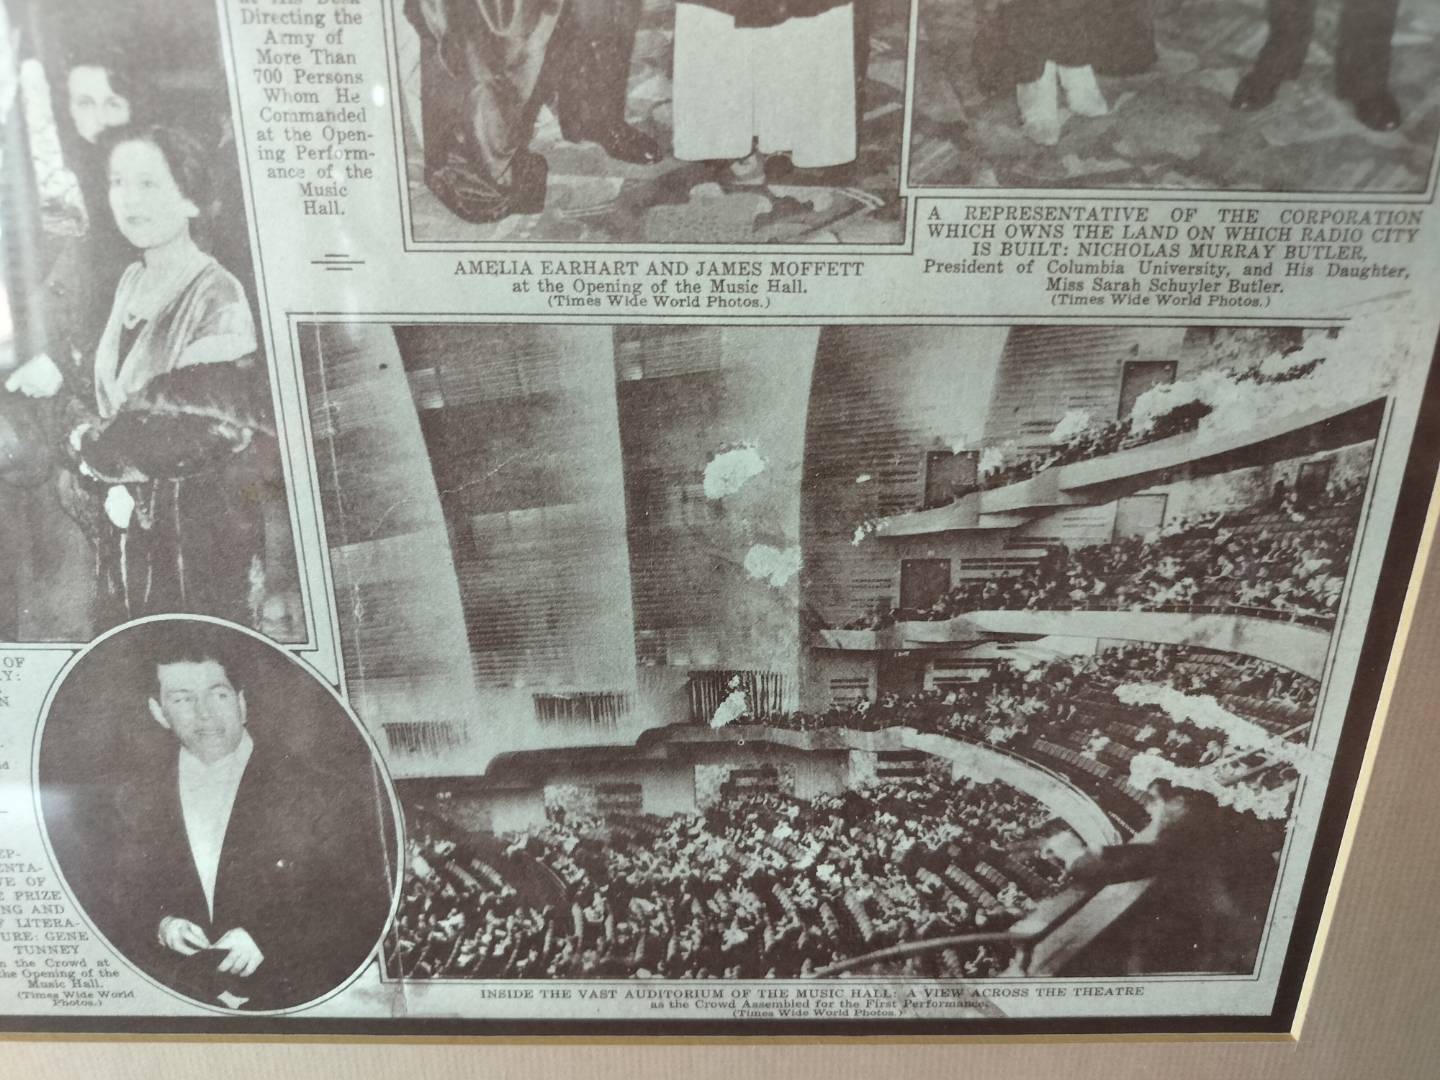 at His Desk
Directing the
Army of
More Than
700 Persons
Whom He
Commanded
at the Open-
ing Perform-
ance of the
Music
Hall.
AMELIA EARHART AND JAMES MOFFETT
at the Opening of the Music Hall.
(Times Wide World Photos.)
A REPRESENTATIVE OF THE CORPORATION
WHICH OWNS THE LAND ON WHICH RADIO CITY
IS BUILT: NICHOLAS MURRAY BUTLER,
President of Columbia University, and His Daughter,
Miss Sarah Schuyler Butler.
(Times Wide World Photos.)
OF
Y:
N
EP-
ENTA-
VE OF
E PRIZE
NG AND
F LITERA-
URE: GENE
TUNNEY
n the Crowd at
the Opening of the
Music Hall.
(Times Wide World
Photos.)
INSIDE THE VAST AUDITORIUM OF THE MUSIC HALL: A VIEW ACROSS THE THEATRE
as the Crowd Assembled for the First Performance.
(Times Wide World Photos.)